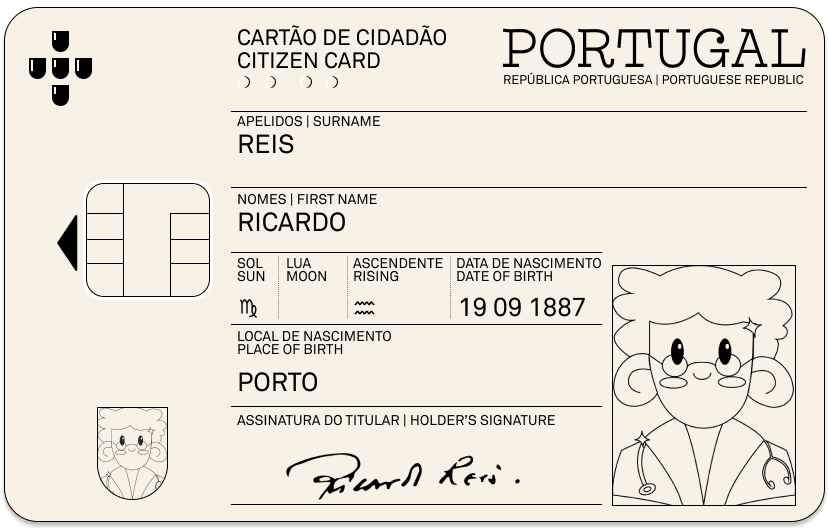 CARTÃO DE CIDADÃO
CITIZEN CARD
PORTUGAL
REPÚBLICA PORTUGUESA | PORTUGUESE REPUBLIC
APELIDOS | SURNAME
REIS
NOMES | FIRST NAME
RICARDO
SOL LUA ASCENDENTE DATA DE NASCIMENTO
SUN MOON RISING DATE OF BIRTH
♍ ♒ 19 09 1887
LOCAL DE NASCIMENTO
PLACE OF BIRTH
PORTO
ASSINATURA DO TITULAR | HOLDER'S SIGNATURE
Ricardo Reis.